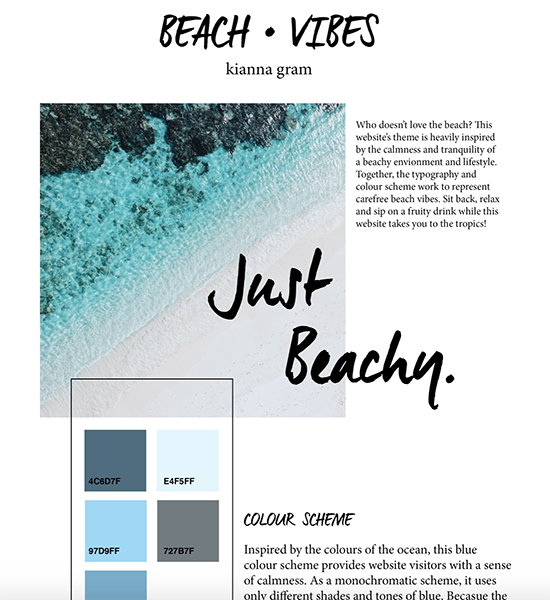 BEACH • VIBES
kianna gram
Who doesn't love the beach? This
website's theme is heavily inspired
by the calmness and tranquility of
a beachy envionment and lifestyle.
Together, the typography and
colour scheme work to represent
carefree beach vibes. Sit back, relax
and sip on a fruity drink while this
website takes you to the tropics!
Just
Beachy.
4C6D7F
E4F5FF
97D9FF
727B7F
COLOUR SCHEME
Inspired by the colours of the ocean, this blue
colour scheme provides website visitors with a sense
of calmness. As a monochromatic scheme, it uses
only different shades and tones of blue. Becasue the